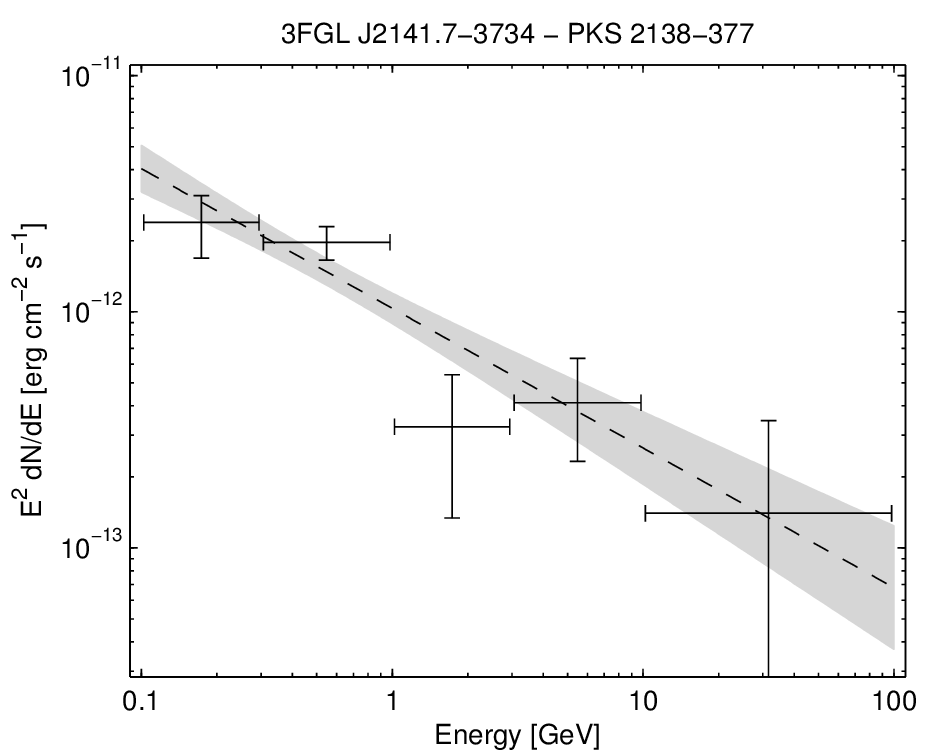 3FGL J2141.7−3734 − PKS 2138−377
10⁻¹¹
10⁻¹²
10⁻¹³
E² dN/dE [erg cm⁻² s⁻¹]
0.1 1 10 100
Energy [GeV]